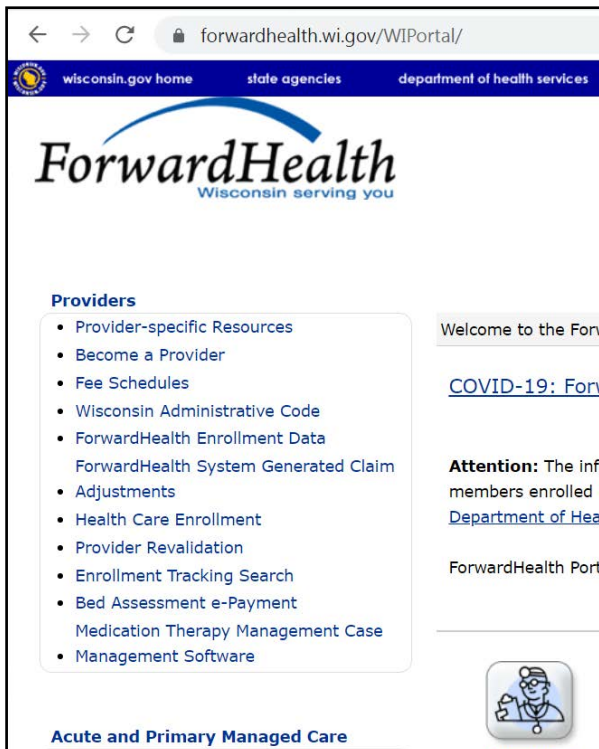 forwardhealth.wi.gov/WIPortal/
wisconsin.gov home state agencies department of health services
ForwardHealth
Wisconsin serving you
Providers
Provider-specific Resources
Become a Provider
Fee Schedules
Wisconsin Administrative Code
ForwardHealth Enrollment Data
ForwardHealth System Generated Claim
Adjustments
Health Care Enrollment
Provider Revalidation
Enrollment Tracking Search
Bed Assessment e-Payment
Medication Therapy Management Case
Management Software
Acute and Primary Managed Care
Welcome to the Forw
COVID-19: Forw
Attention: The inf
members enrolled
Department of Hea
ForwardHealth Port